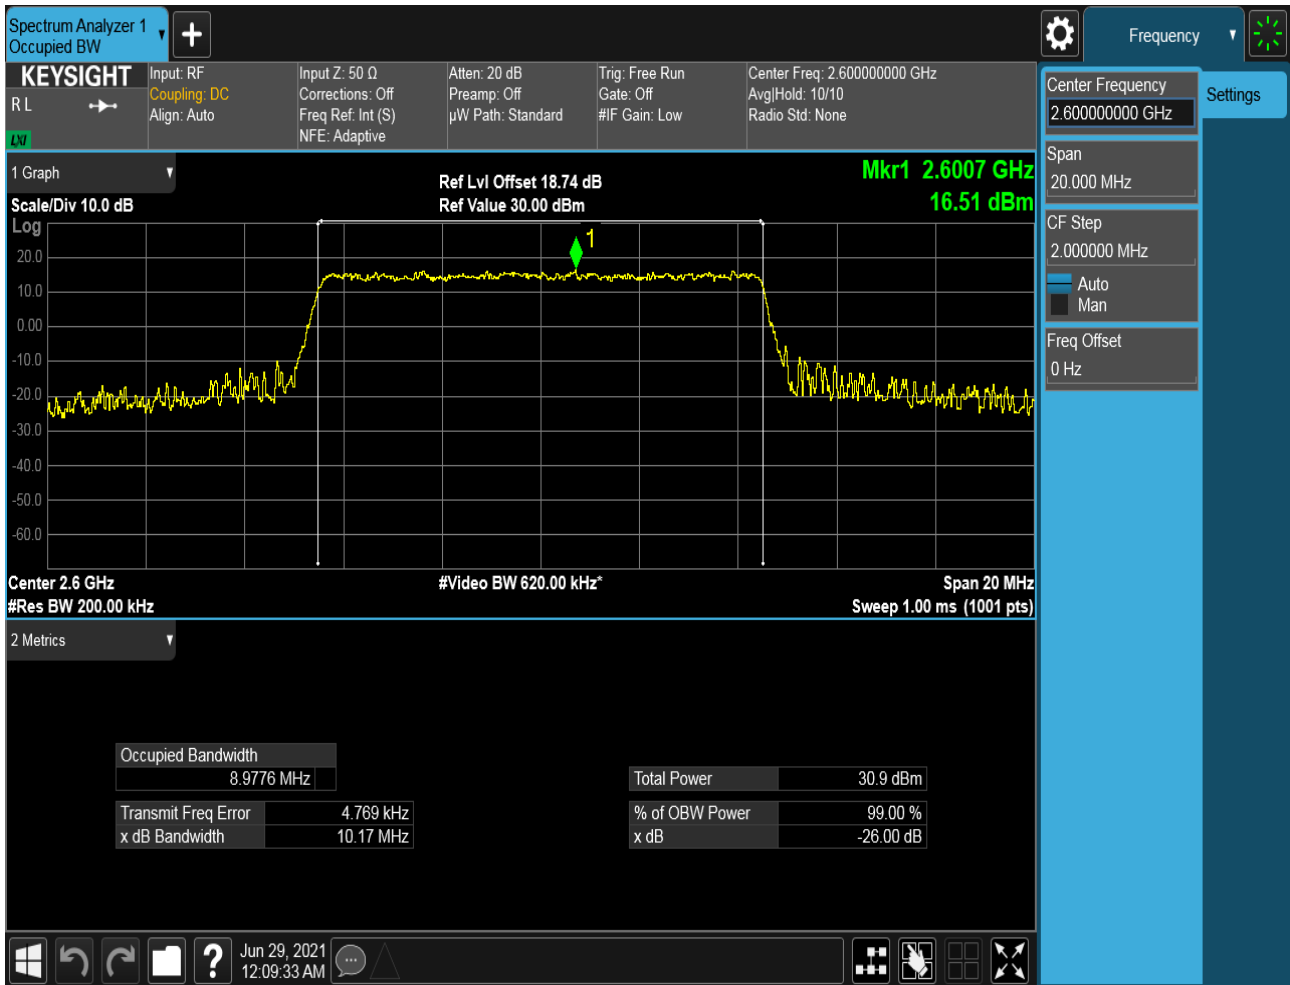 Spectrum Analyzer 1
Occupied BW
+
Frequency
KEYSIGHT
R L
LXI
Input: RF
Coupling: DC
Align: Auto
Input Z: 50 Ω
Corrections: Off
Freq Ref: Int (S)
NFE: Adaptive
Atten: 20 dB
Preamp: Off
µW Path: Standard
Trig: Free Run
Gate: Off
#IF Gain: Low
Center Freq: 2.600000000 GHz
Avg|Hold: 10/10
Radio Std: None
Center Frequency
2.600000000 GHz
Settings
Span
20.000 MHz
CF Step
2.000000 MHz
Auto
Man
Freq Offset
0 Hz
1 Graph
Scale/Div 10.0 dB
Ref Lvl Offset 18.74 dB
Ref Value 30.00 dBm
Mkr1 2.6007 GHz
16.51 dBm
Log
1
20.0
10.0
0.00
-10.0
-20.0
-30.0
-40.0
-50.0
-60.0
Center 2.6 GHz
#Res BW 200.00 kHz
#Video BW 620.00 kHz*
Span 20 MHz
Sweep 1.00 ms (1001 pts)
2 Metrics
Occupied Bandwidth
8.9776 MHz
Transmit Freq Error 4.769 kHz
x dB Bandwidth 10.17 MHz
Total Power 30.9 dBm
% of OBW Power 99.00 %
x dB -26.00 dB
?
Jun 29, 2021
12:09:33 AM